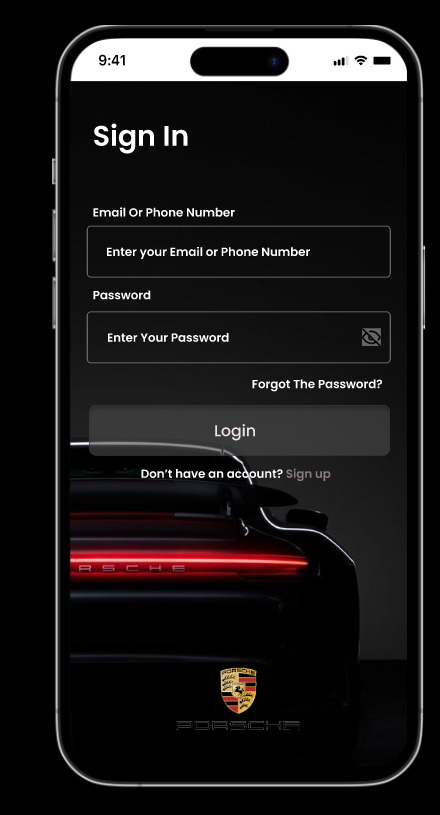 9:41
Sign In
Email Or Phone Number
Enter your Email or Phone Number
Password
Enter Your Password
Forgot The Password?
Login
Don’t have an account? Sign up
RSCHE
PORSCHE
PORSCHE